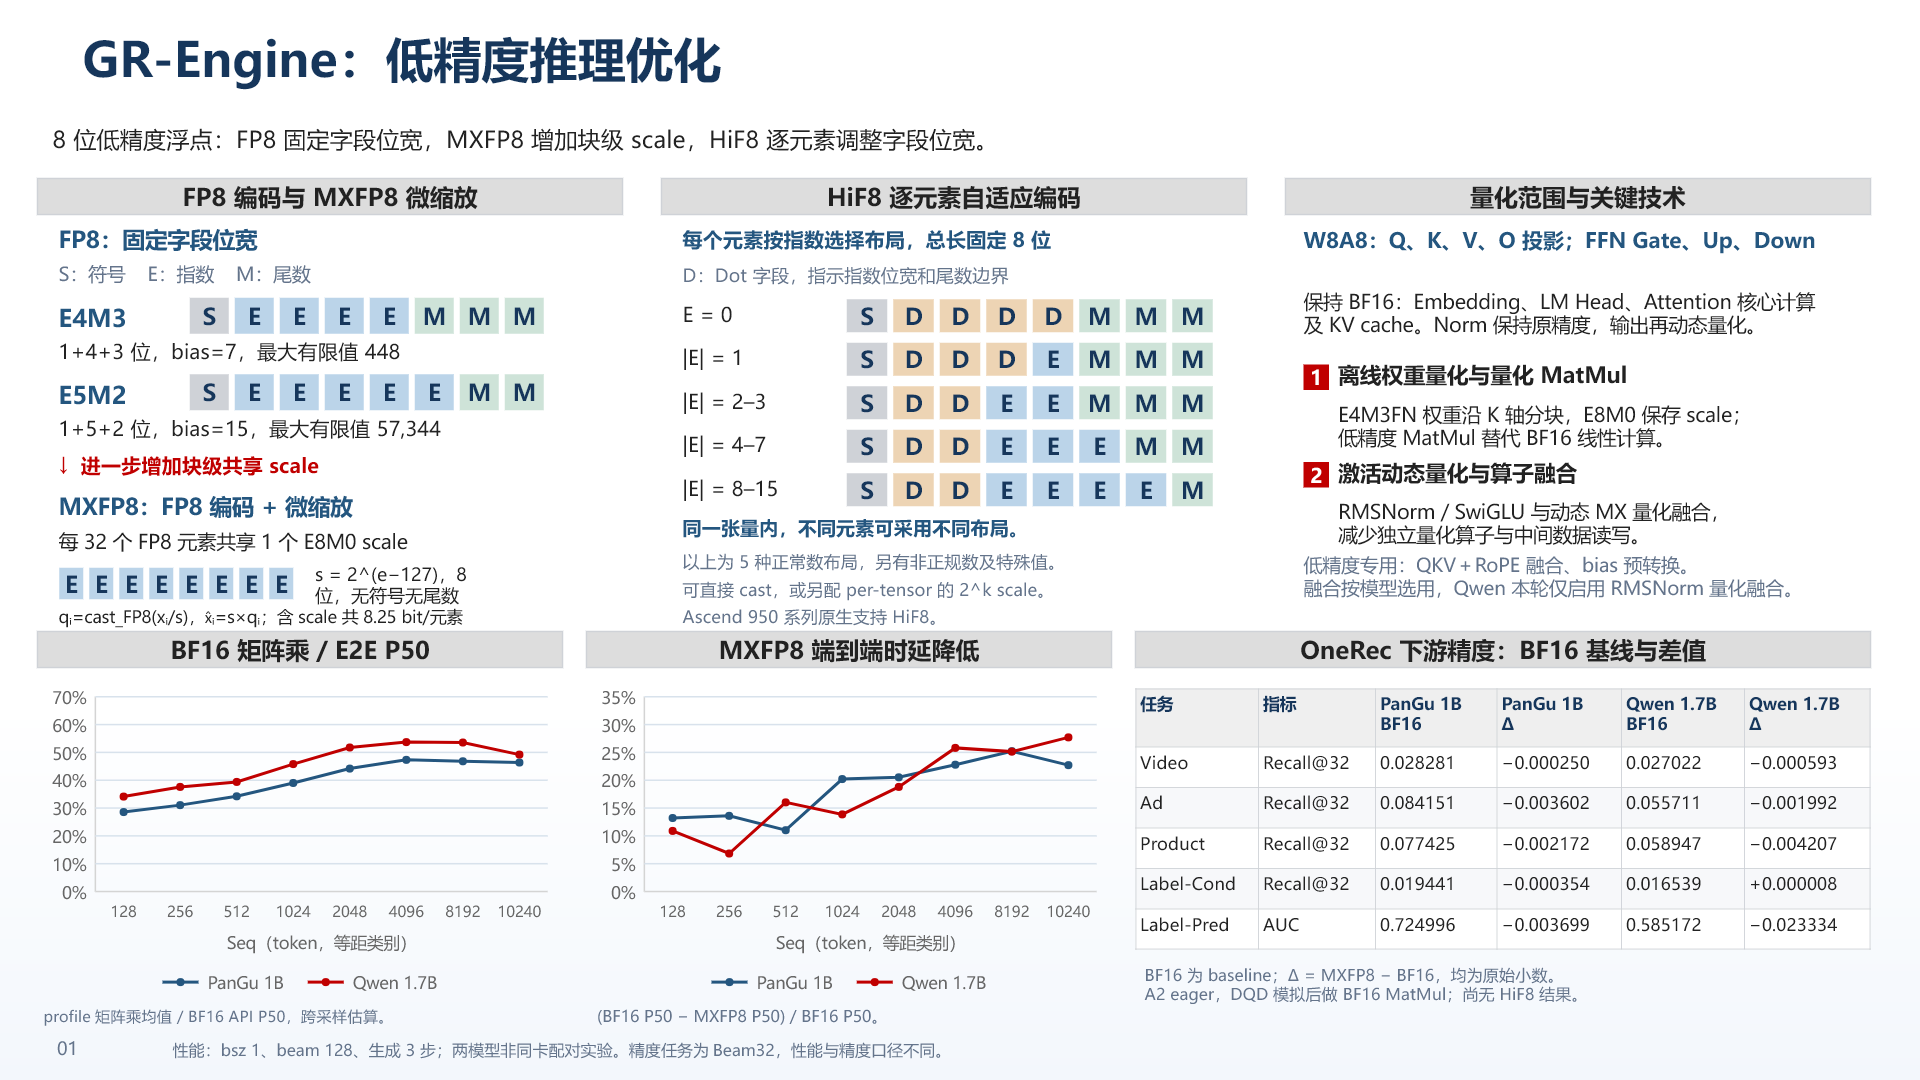 GR-Engine：低精度推理优化
8 位低精度浮点：FP8 固定字段位宽，MXFP8 增加块级 scale，HiF8 逐元素调整字段位宽。
FP8 编码与 MXFP8 微缩放
FP8：固定字段位宽
S：符号 E：指数 M：尾数
E4M3 S E E E E M M M
1+4+3 位，bias=7，最大有限值 448
E5M2 S E E E E E M M
1+5+2 位，bias=15，最大有限值 57,344
↓ 进一步增加块级共享 scale
MXFP8：FP8 编码 + 微缩放
每 32 个 FP8 元素共享 1 个 E8M0 scale
E E E E E E E E
s = 2^(e−127)，8
位，无符号无尾数
qᵢ=cast_FP8(xᵢ/s)，x̂ᵢ=s×qᵢ；含 scale 共 8.25 bit/元素
HiF8 逐元素自适应编码
每个元素按指数选择布局，总长固定 8 位
D：Dot 字段，指示指数位宽和尾数边界
E = 0 S D D D D M M M
|E| = 1 S D D D E M M M
|E| = 2–3 S D D E E M M M
|E| = 4–7 S D D E E E M M
|E| = 8–15 S D D E E E E M
同一张量内，不同元素可采用不同布局。
以上为 5 种正常数布局，另有非正规数及特殊值。
可直接 cast，或另配 per-tensor 的 2^k scale。
Ascend 950 系列原生支持 HiF8。
量化范围与关键技术
W8A8：Q、K、V、O 投影；FFN Gate、Up、Down
保持 BF16：Embedding、LM Head、Attention 核心计算
及 KV cache。Norm 保持原精度，输出再动态量化。
1 离线权重量化与量化 MatMul
E4M3FN 权重沿 K 轴分块，E8M0 保存 scale；
低精度 MatMul 替代 BF16 线性计算。
2 激活动态量化与算子融合
RMSNorm / SwiGLU 与动态 MX 量化融合，
减少独立量化算子与中间数据读写。
低精度专用：QKV + RoPE 融合、bias 预转换。
融合按模型选用，Qwen 本轮仅启用 RMSNorm 量化融合。
BF16 矩阵乘 / E2E P50
70%
60%
50%
40%
30%
20%
10%
0%
128 256 512 1024 2048 4096 8192 10240
Seq（token，等距类别）
PanGu 1B Qwen 1.7B
profile 矩阵乘均值 / BF16 API P50，跨采样估算。
MXFP8 端到端时延降低
35%
30%
25%
20%
15%
10%
5%
0%
128 256 512 1024 2048 4096 8192 10240
Seq（token，等距类别）
PanGu 1B Qwen 1.7B
(BF16 P50 − MXFP8 P50) / BF16 P50。
OneRec 下游精度：BF16 基线与差值
任务 指标 PanGu 1B BF16 PanGu 1B Δ Qwen 1.7B BF16 Qwen 1.7B Δ
Video Recall@32 0.028281 −0.000250 0.027022 −0.000593
Ad Recall@32 0.084151 −0.003602 0.055711 −0.001992
Product Recall@32 0.077425 −0.002172 0.058947 −0.004207
Label-Cond Recall@32 0.019441 −0.000354 0.016539 +0.000008
Label-Pred AUC 0.724996 −0.003699 0.585172 −0.023334
BF16 为 baseline；Δ = MXFP8 − BF16，均为原始小数。
A2 eager，DQD 模拟后做 BF16 MatMul；尚无 HiF8 结果。
01
性能：bsz 1、beam 128、生成 3 步；两模型非同卡配对实验。精度任务为 Beam32，性能与精度口径不同。